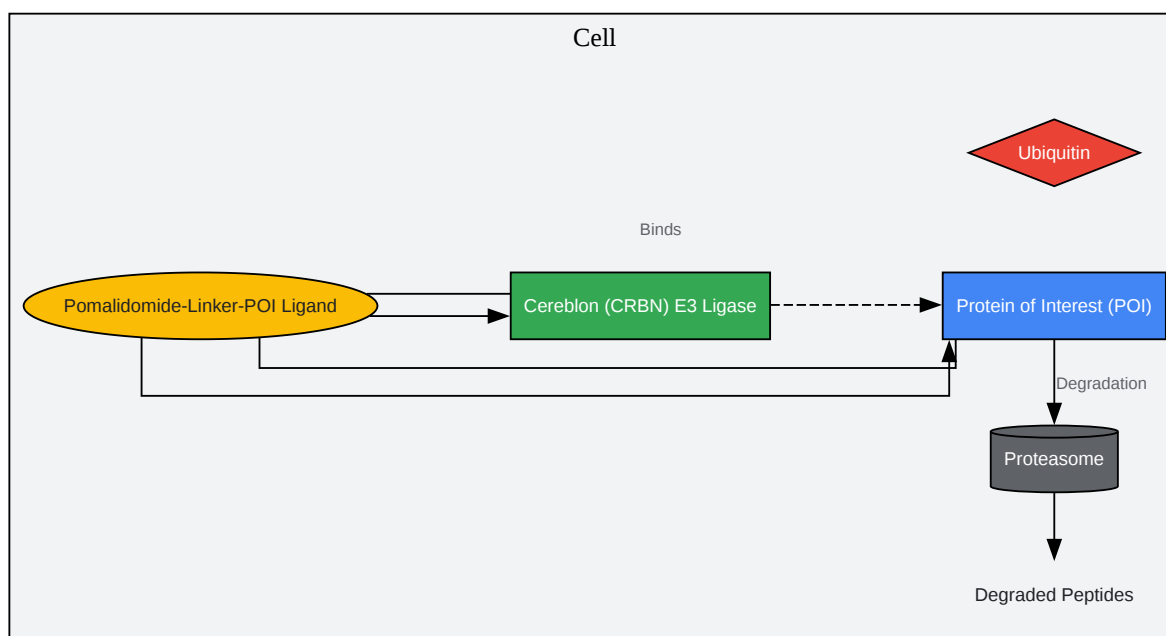 Cell
Ubiquitin
Binds
Pomalidomide-Linker-POI Ligand
Cereblon (CRBN) E3 Ligase
Protein of Interest (POI)
Degradation
Proteasome
Degraded Peptides